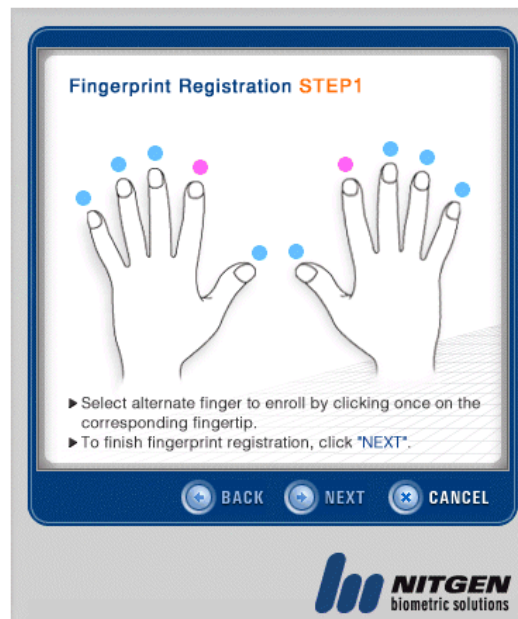 Fingerprint Registration STEP1
▶ Select alternate finger to enroll by clicking once on the
corresponding fingertip.
▶ To finish fingerprint registration, click "NEXT".
BACK NEXT CANCEL
NITGEN
biometric solutions